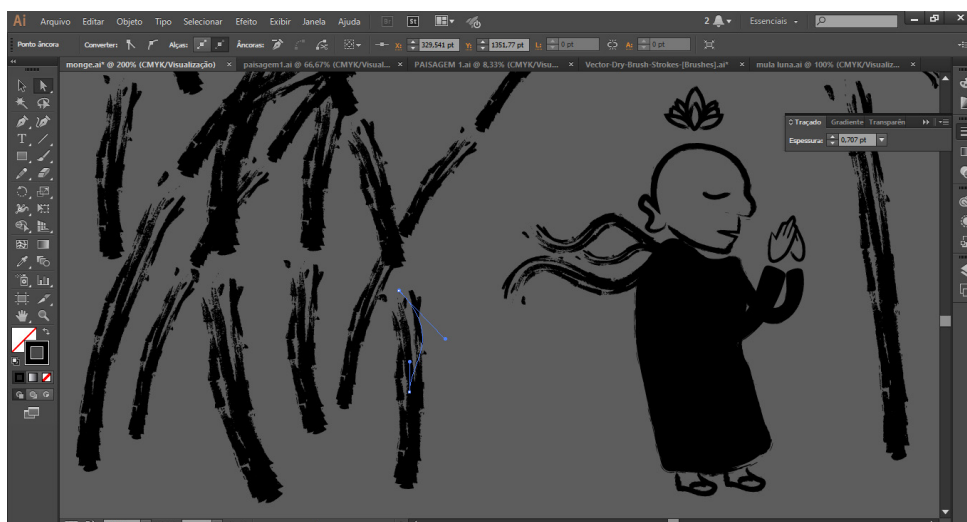 Ai Arquivo Editar Objeto Tipo Selecionar Efeito Exibir Janela Ajuda Br St 2 Essenciais
Ponto âncora Converter: Alças: Âncoras: X: 329,541 pt Y: 1351,77 pt L: 0 pt A: 0 pt
monge.ai* @ 200% (CMYK/Visualização) × paisagem1.ai @ 66,67% (CMYK/Visual... × PAISAGEM 1.ai @ 8,33% (CMYK/Visu... × Vector-Dry-Brush-Strokes-[Brushes].ai* × mula luna.ai @ 100% (CMYK/Visualiz... ×
Traçado Gradiente Transparên
Espessura: 0,707 pt